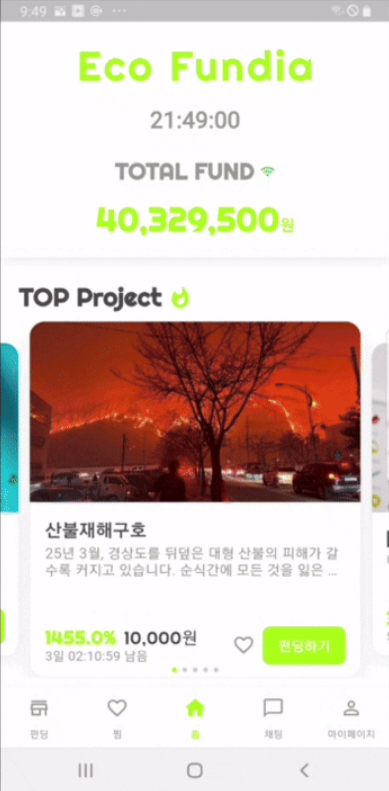 9:49
Eco Fundia
21:49:00
TOTAL FUND
40,329,500원
TOP Project
산불재해구호
25년 3월, 경상도를 뒤덮은 대형 산불의 피해가 갈
수록 커지고 있습니다. 순식간에 모든 것을 잃은 ...
1455.0% 10,000원
3일 02:10:59 남음
펀딩하기
펀딩
찜
홈
채팅
마이페이지